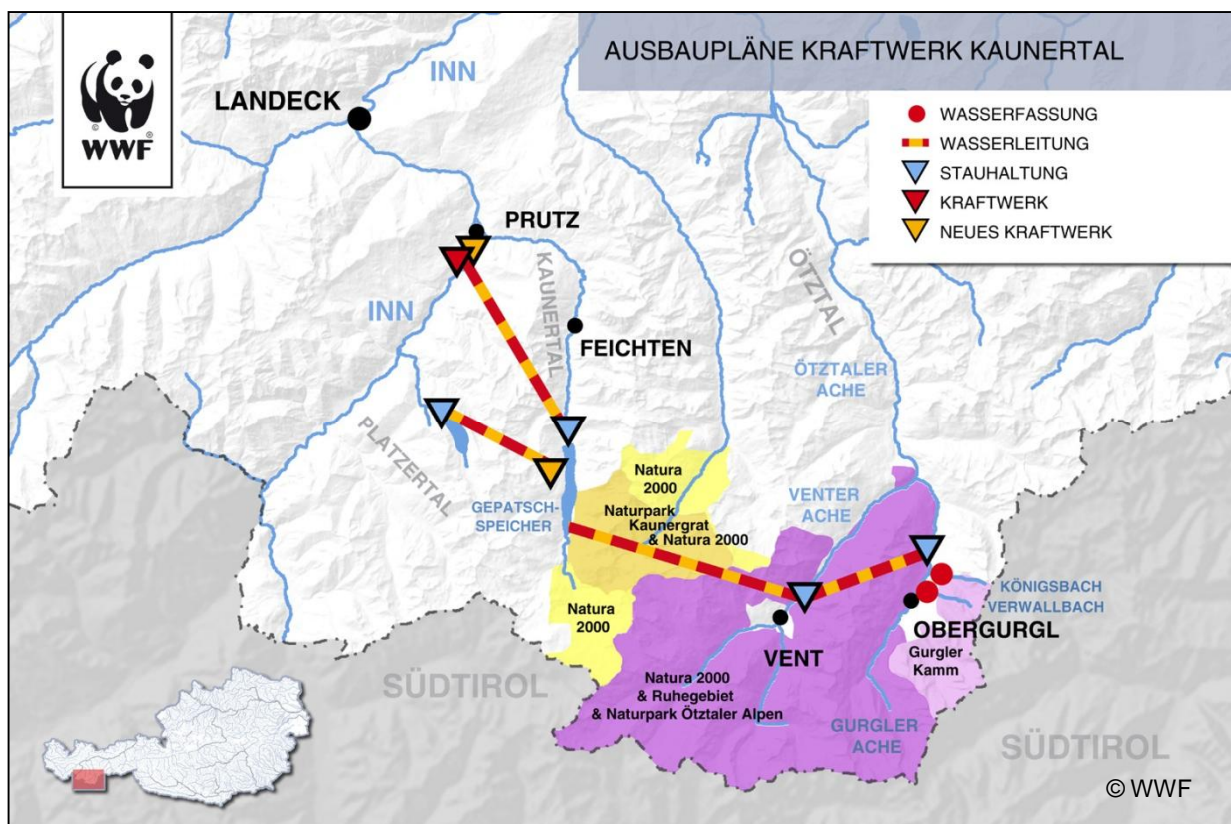 AUSBAUPLÄNE KRAFTWERK KAUNERTAL
©
®
WWF
INN
LANDECK
WASSERFASSUNG
WASSERLEITUNG
STAUHALTUNG
KRAFTWERK
NEUES KRAFTWERK
PRUTZ
KAUNERTAL
ÖTZTAL
INN
FEICHTEN
ÖTZTALER
ACHE
PLATZERTAL
GEPATSCH-
SPEICHER
Natura
2000
Naturpark
Kaunergrat
& Natura 2000
VENTER
ACHE
KÖNIGSBACH
VERWALLBACH
Natura
2000
OBERGURGL
Gurgler
Kamm
VENT
SÜDTIROL
Natura 2000
& Ruhegebiet
& Naturpark Ötztaler Alpen
GURGLER
ACHE
SÜDTIROL
© WWF